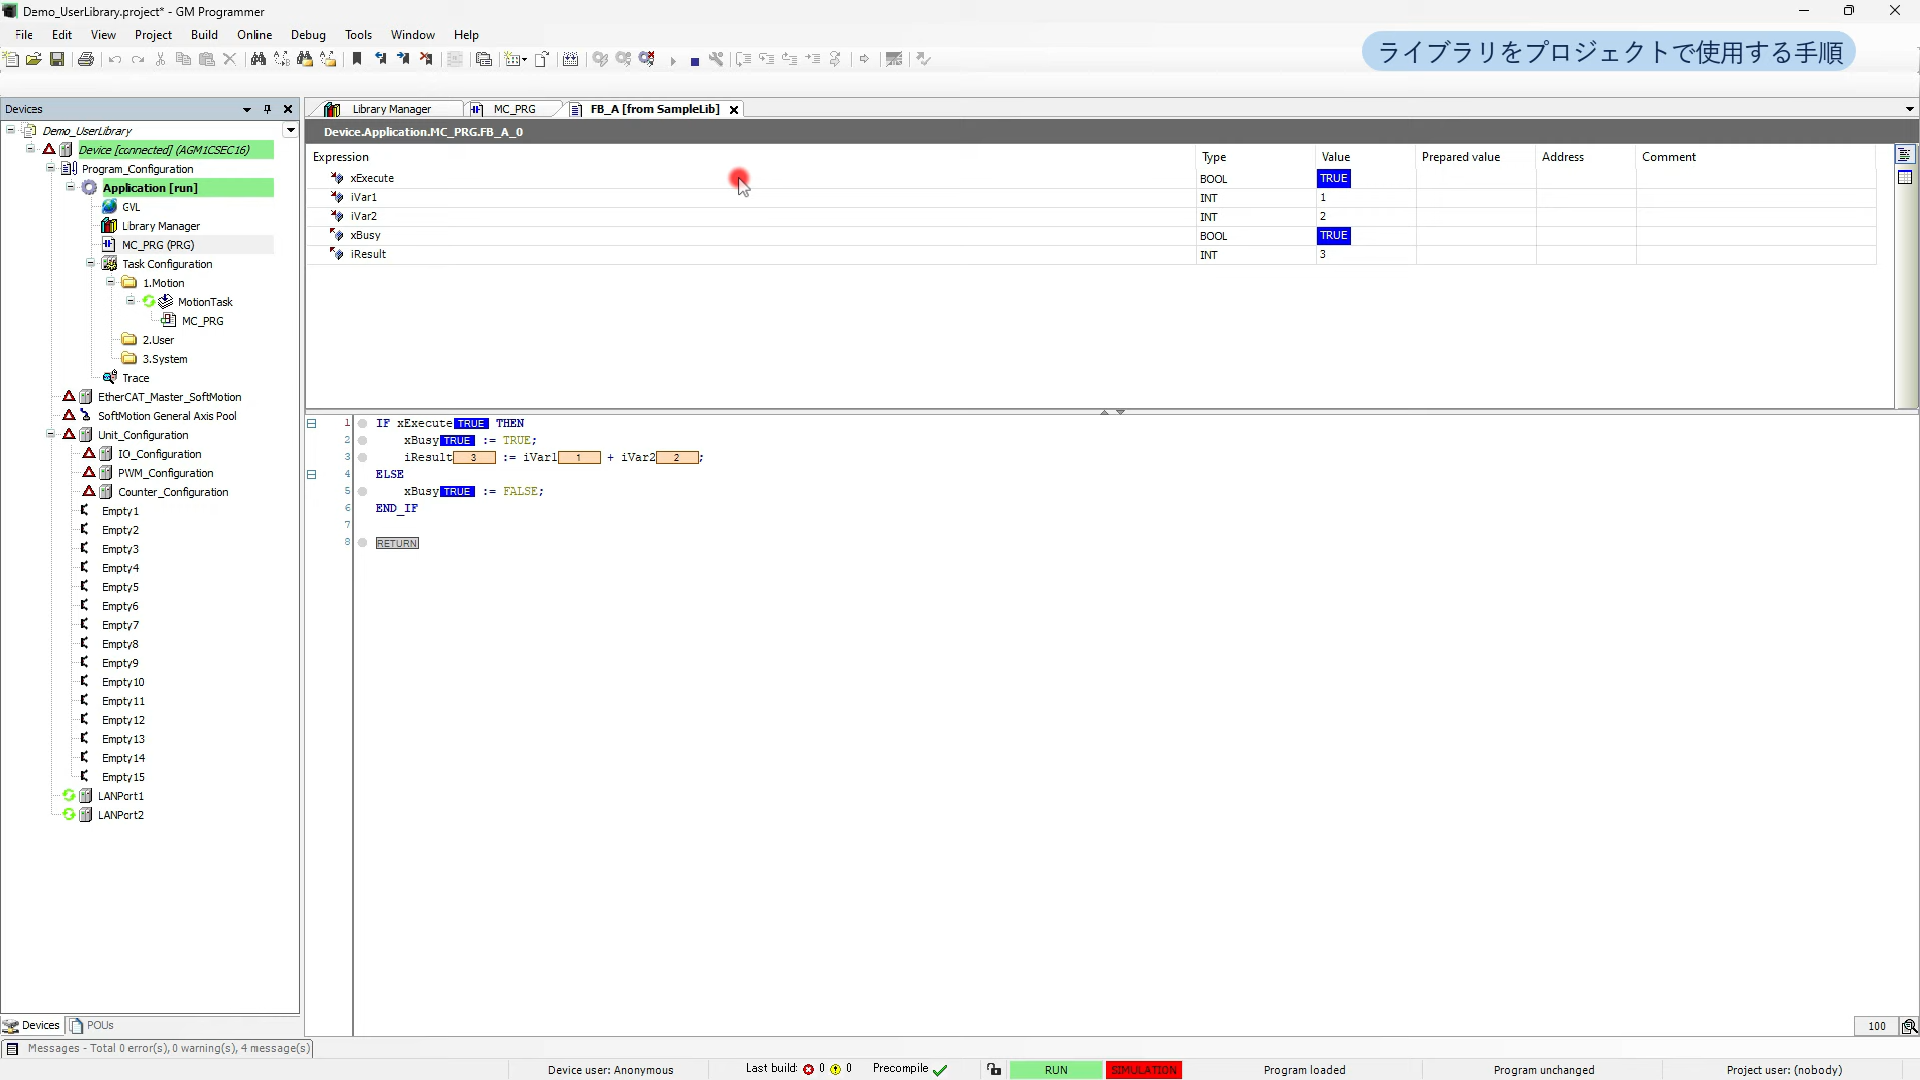 Demo_UserLibrary.project* - GM Programmer
File Edit View Project Build Online Debug Tools Window Help
ライブラリをプロジェクトで使用する手順
Devices
Demo_UserLibrary
Device [connected] (AGM1CSEC16)
Program_Configuration
Application [run]
GVL
Library Manager
MC_PRG (PRG)
Task Configuration
1.Motion
MotionTask
MC_PRG
2.User
3.System
Trace
EtherCAT_Master_SoftMotion
SoftMotion General Axis Pool
Unit_Configuration
IO_Configuration
PWM_Configuration
Counter_Configuration
Empty1
Empty2
Empty3
Empty4
Empty5
Empty6
Empty7
Empty8
Empty9
Empty10
Empty11
Empty12
Empty13
Empty14
Empty15
LANPort1
LANPort2
Devices POUs
Library Manager MC_PRG FB_A [from SampleLib]
Device.Application.MC_PRG.FB_A_0
Expression Type Value Prepared value Address Comment
xExecute BOOL TRUE
iVar1 INT 1
iVar2 INT 2
xBusy BOOL TRUE
iResult INT 3
1 IF xExecute TRUE THEN
2 xBusy TRUE := TRUE;
3 iResult 3 := iVar1 1 + iVar2 2 ;
4 ELSE
5 xBusy TRUE := FALSE;
6 END_IF
7
8 RETURN
100
Messages - Total 0 error(s), 0 warning(s), 4 message(s)
Device user: Anonymous Last build: 0 0 Precompile RUN SIMULATION Program loaded Program unchanged Project user: (nobody)